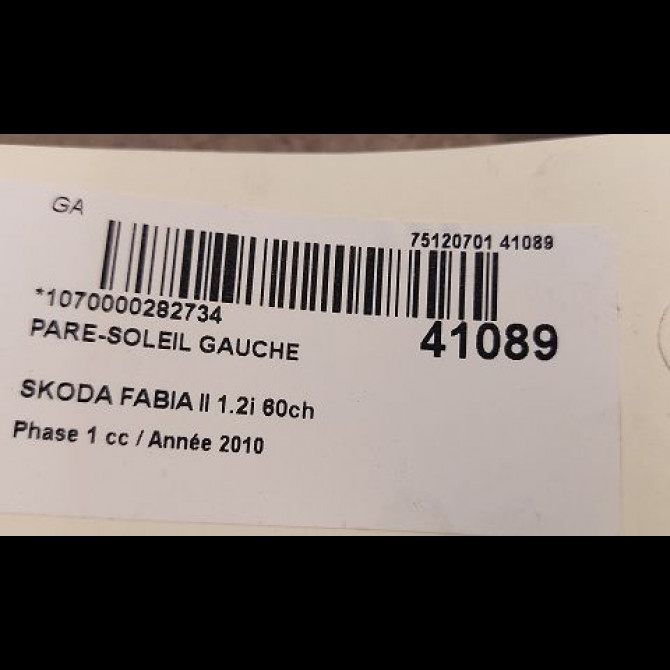 GA
75120701 41089
*1070000282734
41089
PARE-SOLEIL GAUCHE
SKODA FABIA II 1.2i 60ch
Phase 1 cc / Année 2010